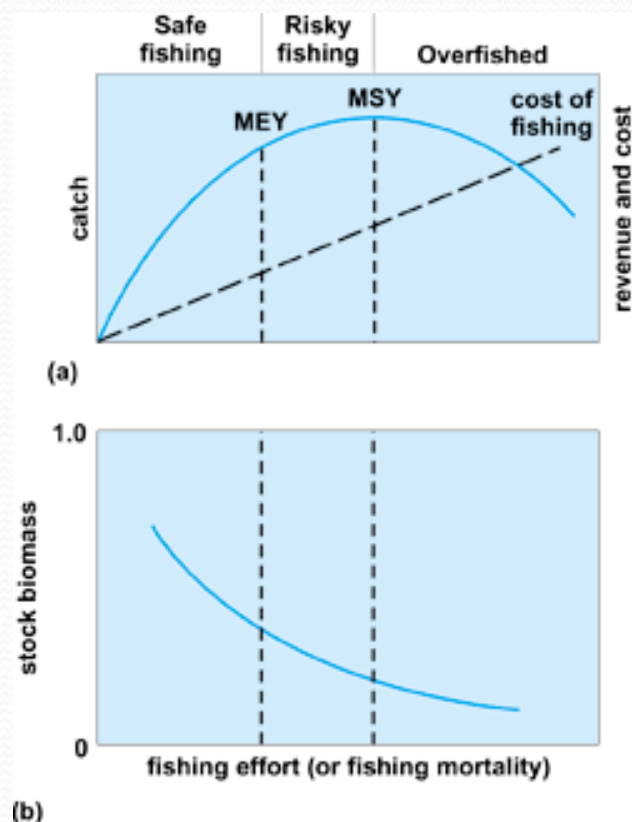 Safe
fishing
Risky
fishing
Overfished
MEY
MSY
cost of
fishing
catch
revenue and cost
(a)
1.0
stock biomass
0
fishing effort (or fishing mortality)
(b)